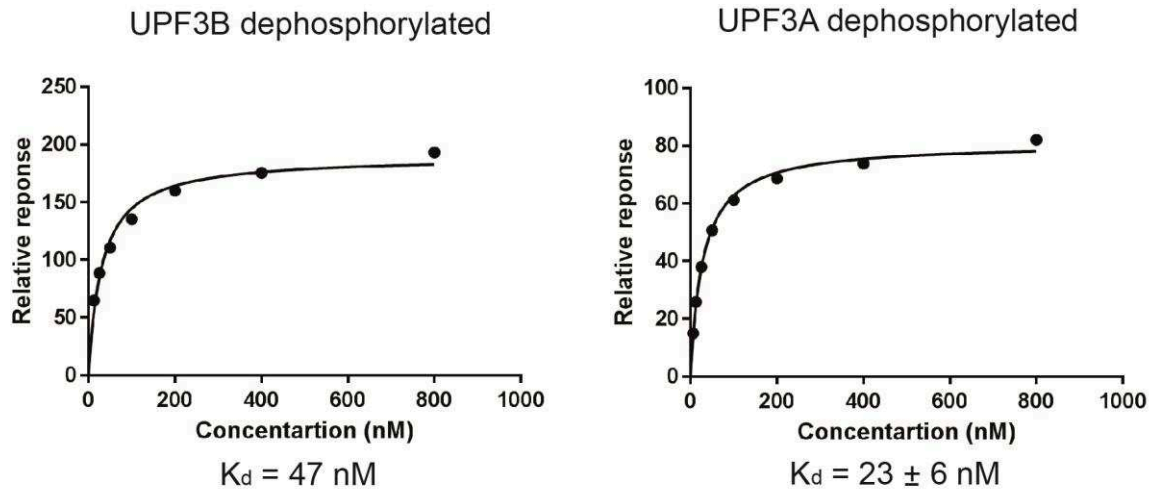 UPF3B dephosphorylated
250
200
150
100
50
0
Relative reponse
0 200 400 600 800 1000
Concentartion (nM)
Kd = 47 nM
UPF3A dephosphorylated
100
80
60
40
20
0
Relative reponse
0 200 400 600 800 1000
Concentartion (nM)
Kd = 23 ± 6 nM